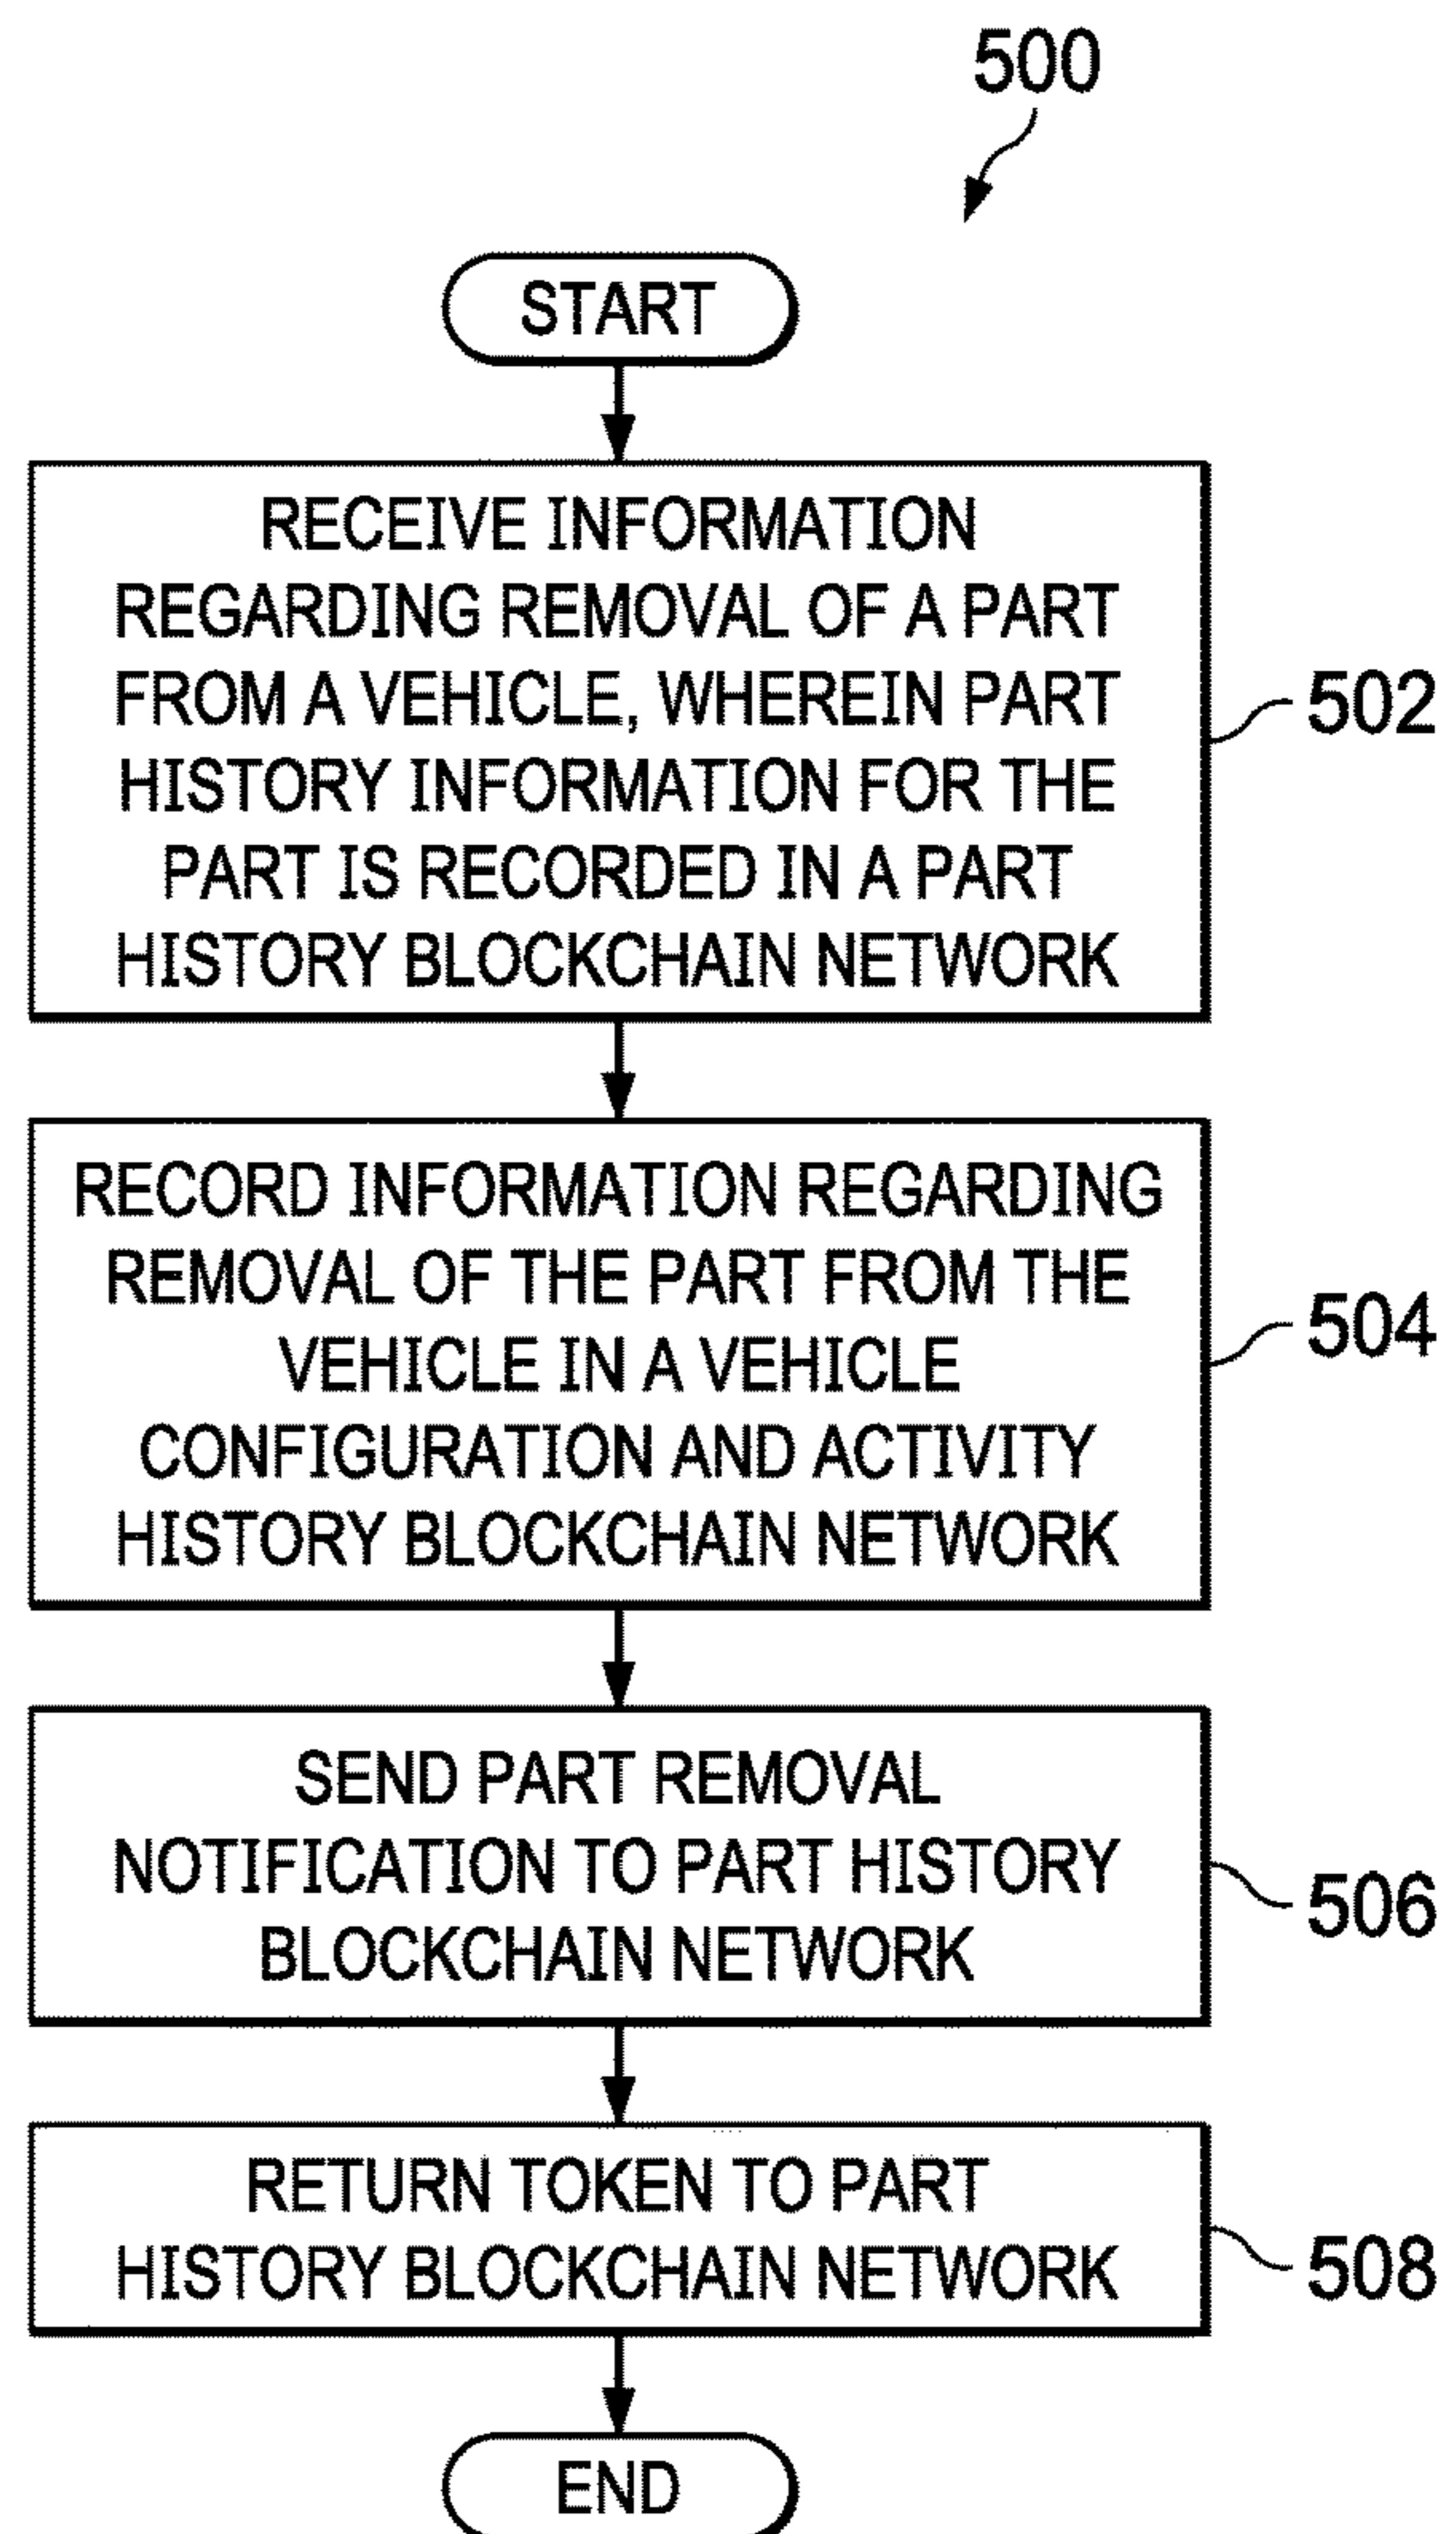 500
START
RECEIVE INFORMATION
REGARDING REMOVAL OF A PART
FROM A VEHICLE, WHEREIN PART
HISTORY INFORMATION FOR THE
PART IS RECORDED IN A PART
HISTORY BLOCKCHAIN NETWORK
502
RECORD INFORMATION REGARDING
REMOVAL OF THE PART FROM THE
VEHICLE IN A VEHICLE
CONFIGURATION AND ACTIVITY
HISTORY BLOCKCHAIN NETWORK
504
SEND PART REMOVAL
NOTIFICATION TO PART HISTORY
BLOCKCHAIN NETWORK
506
RETURN TOKEN TO PART
HISTORY BLOCKCHAIN NETWORK
508
END